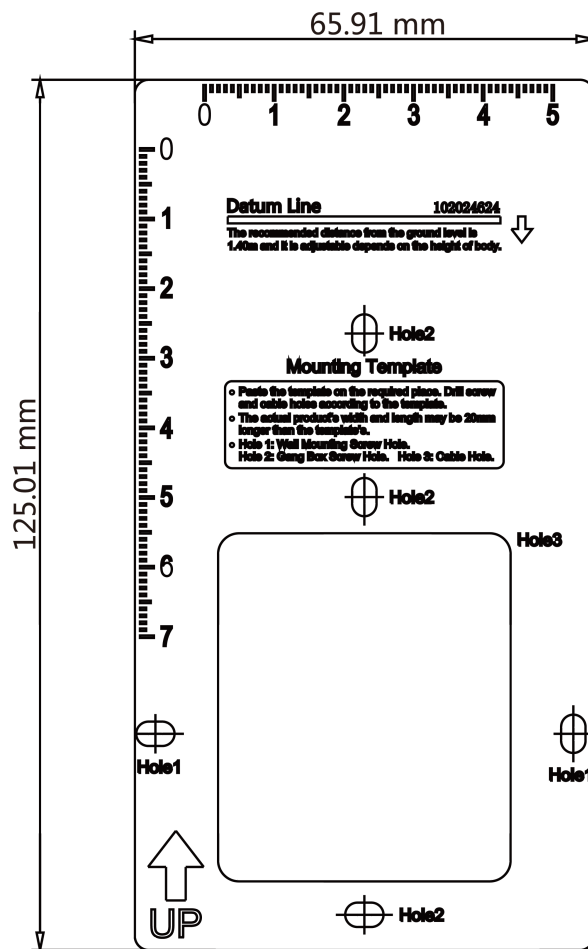 65.91 mm
0 1 2 3 4 5
125.01 mm
0
1
2
3
4
5
6
7
Datum Line 102024624
The recommended distance from the ground level is
1.40m and it is adjustable depends on the height of body.
Hole2
Mounting Template
Paste the template on the required place. Drill screw
and cable holes according to the template.
The actual product's width and length may be 20mm
longer than the template's.
Hole 1: Wall Mounting Screw Hole.
Hole 2: Gang Box Screw Hole. Hole 3: Cable Hole.
Hole2
Hole3
Hole1
Hole1
UP
Hole2